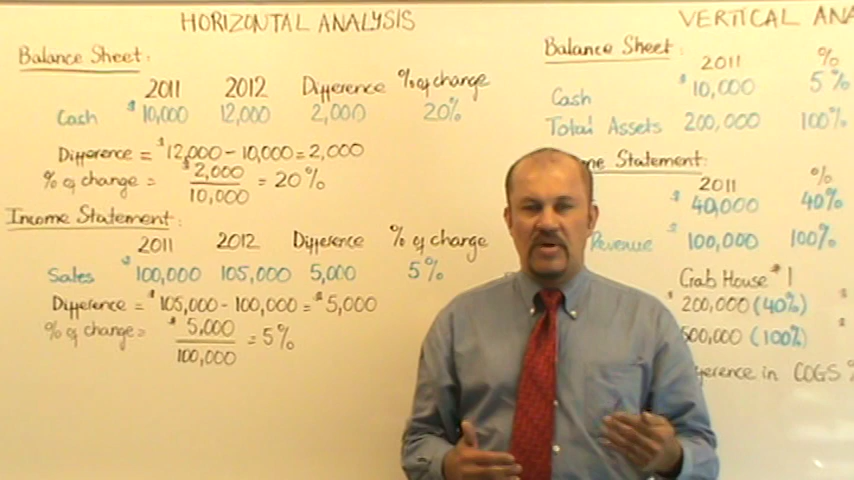 HORIZONTAL ANALYSIS
Balance Sheet:
2011 2012 Difference % of change
Cash $10,000 12,000 2,000 20%
Difference = $12,000 - 10,000 = 2,000
% of change = $2,000 / 10,000 = 20%
Income Statement:
2011 2012 Difference % of change
Sales $100,000 105,000 5,000 5%
Difference = $105,000 - 100,000 = $5,000
% of change = $5,000 / 100,000 = 5%
VERTICAL ANA
Balance Sheet:
2011 %
Cash $10,000 5%
Total Assets 200,000 100%
me Statement:
2011 %
$40,000 40%
Revenue $100,000 100%
Crab House #1
$200,000 (40%) $
500,000 (100%) $
ference in COGS %